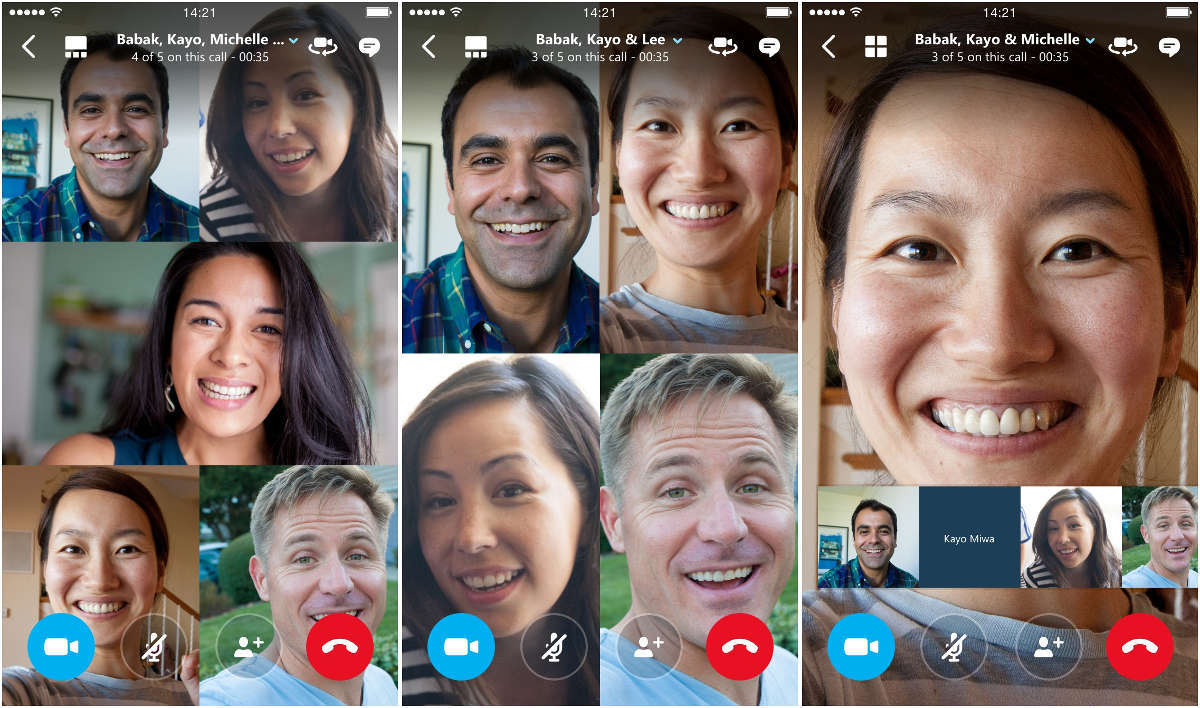 14:21
Babak, Kayo, Michelle ...
4 of 5 on this call - 00:35
14:21
Babak, Kayo & Lee
3 of 5 on this call - 00:35
14:21
Babak, Kayo & Michelle
3 of 5 on this call - 00:35
Kayo Miwa